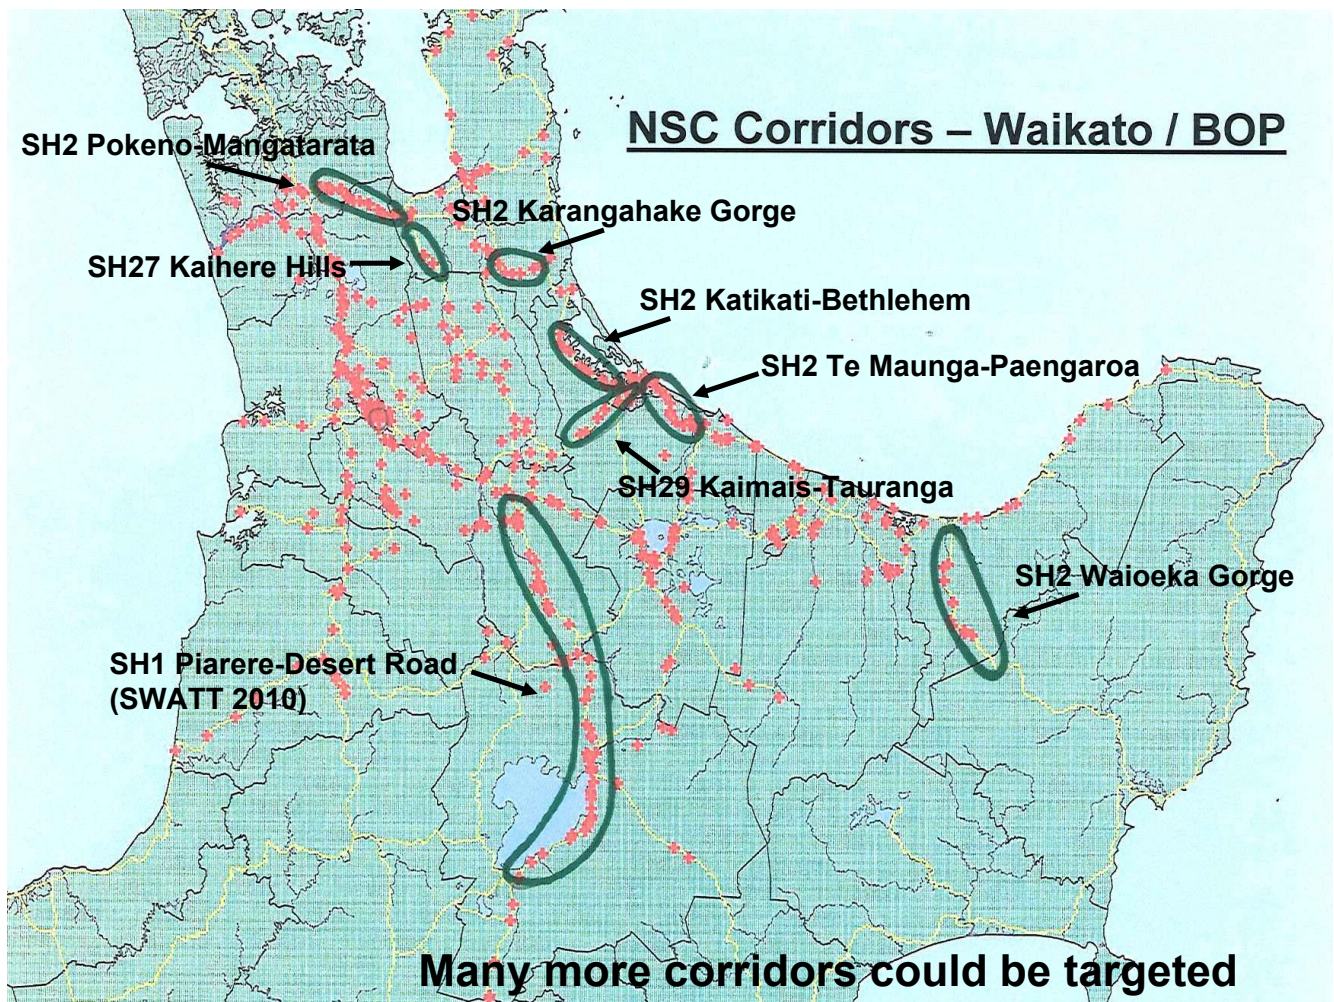 NSC Corridors – Waikato / BOP
SH2 Pokeno-Mangatarata
SH2 Karangahake Gorge
SH27 Kaihere Hills
SH2 Katikati-Bethlehem
SH2 Te Maunga-Paengaroa
SH29 Kaimais-Tauranga
SH2 Waioeka Gorge
SH1 Piarere-Desert Road
(SWATT 2010)
Many more corridors could be targeted